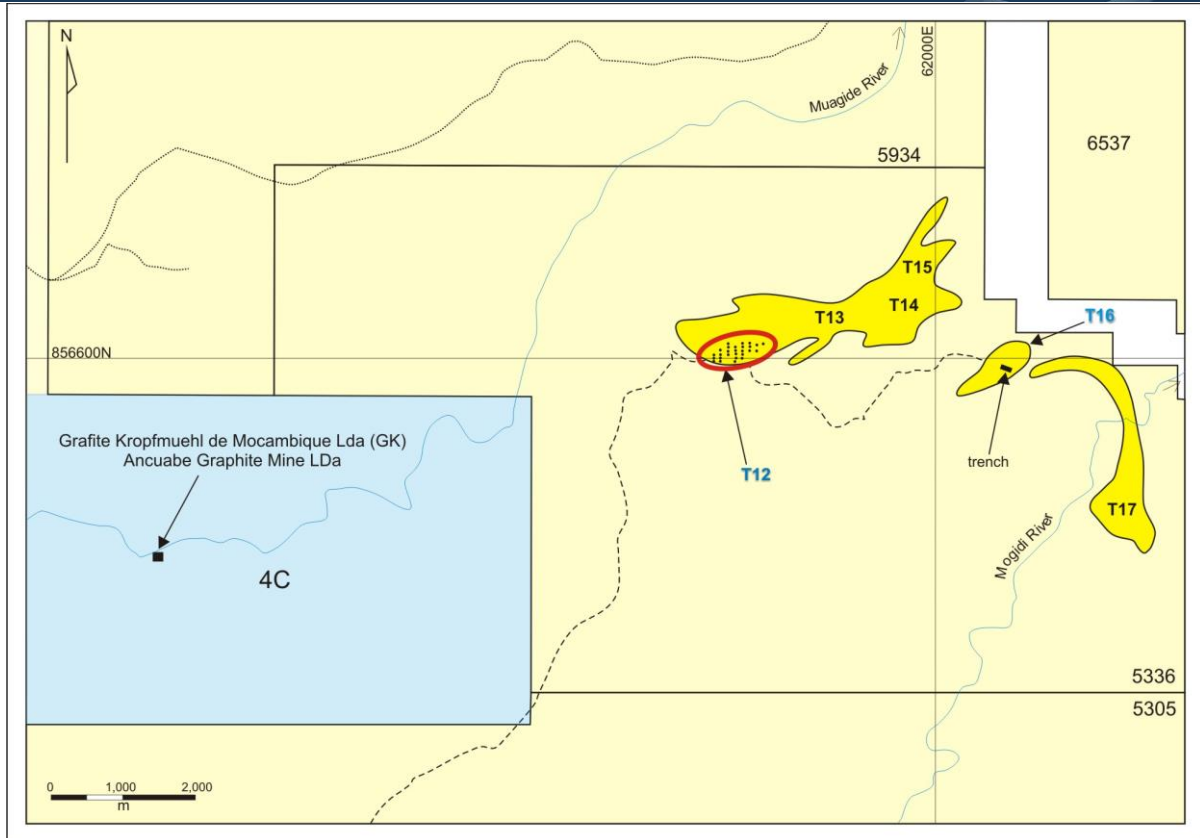 N
62000E
Muagide River
6537
5934
T15
T14
T13
T16
856600N
trench
T12
Grafite Kropfmuehl de Mocambique Lda (GK)
Ancuabe Graphite Mine LDa
T17
Mogidi River
4C
5336
5305
0 1,000 2,000
m